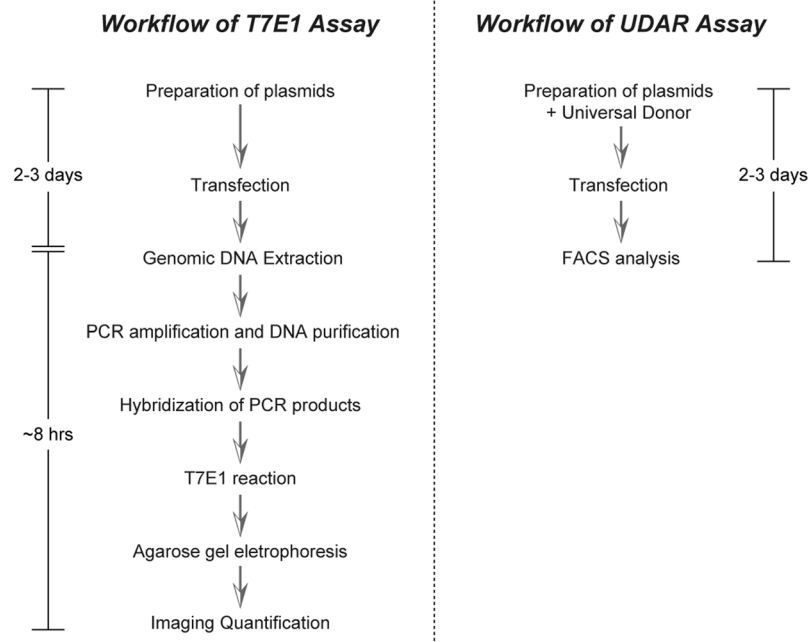 Workflow of T7E1 Assay
Preparation of plasmids
2-3 days
Transfection
Genomic DNA Extraction
PCR amplification and DNA purification
Hybridization of PCR products
~8 hrs
T7E1 reaction
Agarose gel eletrophoresis
Imaging Quantification
Workflow of UDAR Assay
Preparation of plasmids
+ Universal Donor
2-3 days
Transfection
FACS analysis